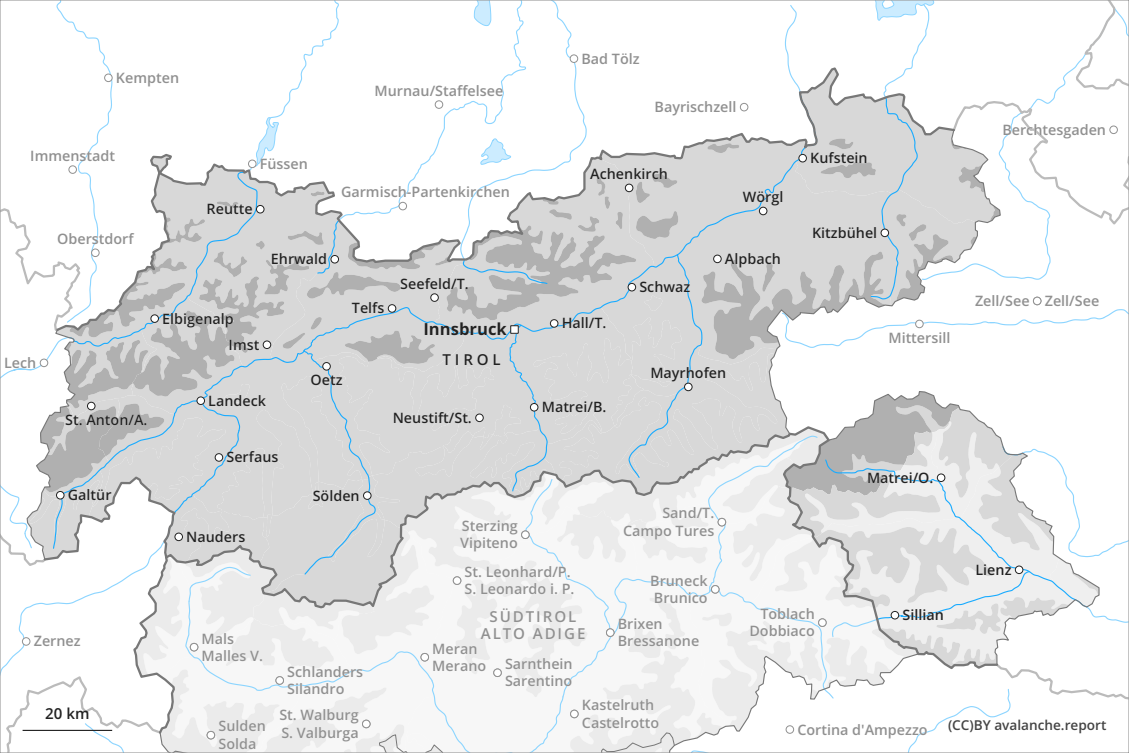 Kempten
Bad Tölz
Murnau/Staffelsee
Bayrischzell
Berchtesgaden
Immenstadt
Füssen
Kufstein
Achenkirch
Garmisch-Partenkirchen
Wörgl
Reutte
Oberstdorf
Kitzbühel
Ehrwald
Alpbach
Seefeld/T.
Schwaz
Zell/See
Zell/See
Telfs
Elbigenalp
Innsbruck
Hall/T.
Mittersill
Imst
TIROL
Lech
Oetz
Mayrhofen
Landeck
Matrei/B.
St. Anton/A.
Neustift/St.
Serfaus
Matrei/O.
Galtür
Sölden
Sand/T.
Campo Tures
Sterzing
Vipiteno
Nauders
St. Leonhard/P.
S. Leonardo i. P.
Lienz
Bruneck
Brunico
SÜDTIROL
ALTO ADIGE
Toblach
Dobbiaco
Sillian
Brixen
Bressanone
Zernez
Mals
Malles V.
Meran
Merano
Sarnthein
Sarentino
Schlanders
Silandro
Kastelruth
Castelrotto
20 km
St. Walburg
S. Valburga
Sulden
Solda
Cortina d'Ampezzo
(CC)BY avalanche.report